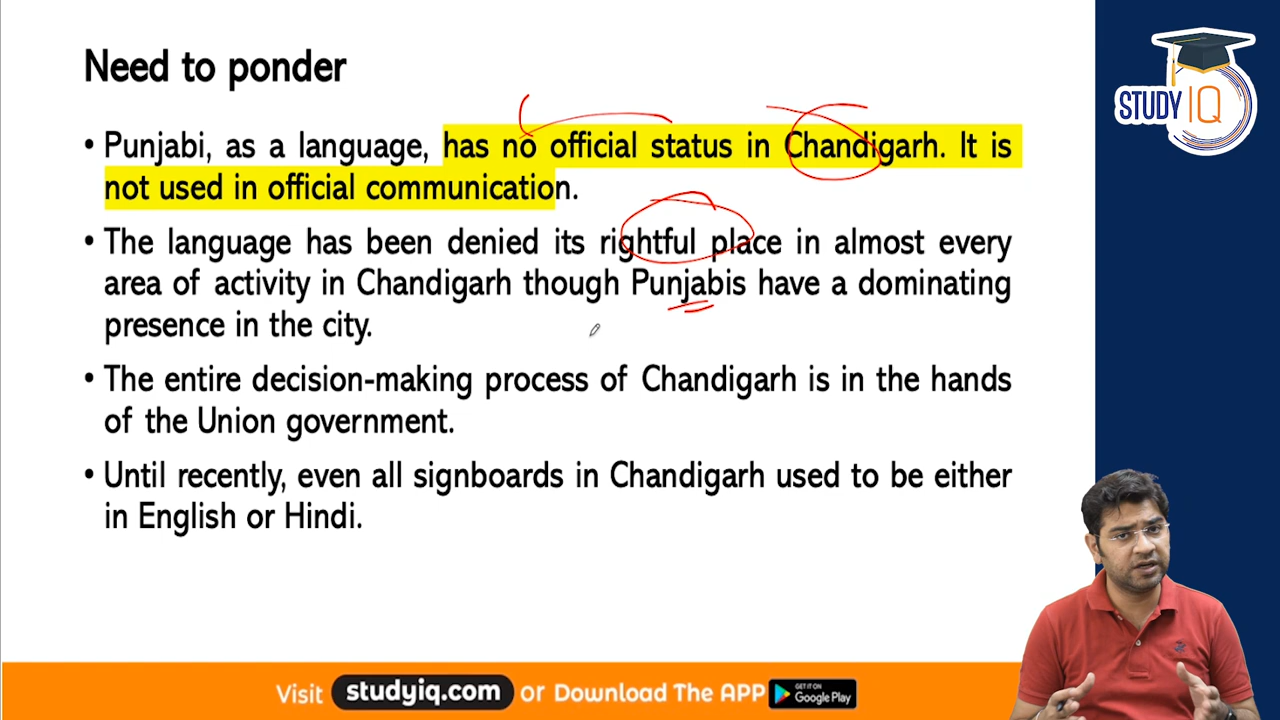 Need to ponder
STUDY IQ
• Punjabi, as a language, has no official status in Chandigarh. It is
not used in official communication.
• The language has been denied its rightful place in almost every
area of activity in Chandigarh though Punjabis have a dominating
presence in the city.
• The entire decision-making process of Chandigarh is in the hands
of the Union government.
• Until recently, even all signboards in Chandigarh used to be either
in English or Hindi.
Visit studyiq.com or Download The APP GET IT ON Google Play